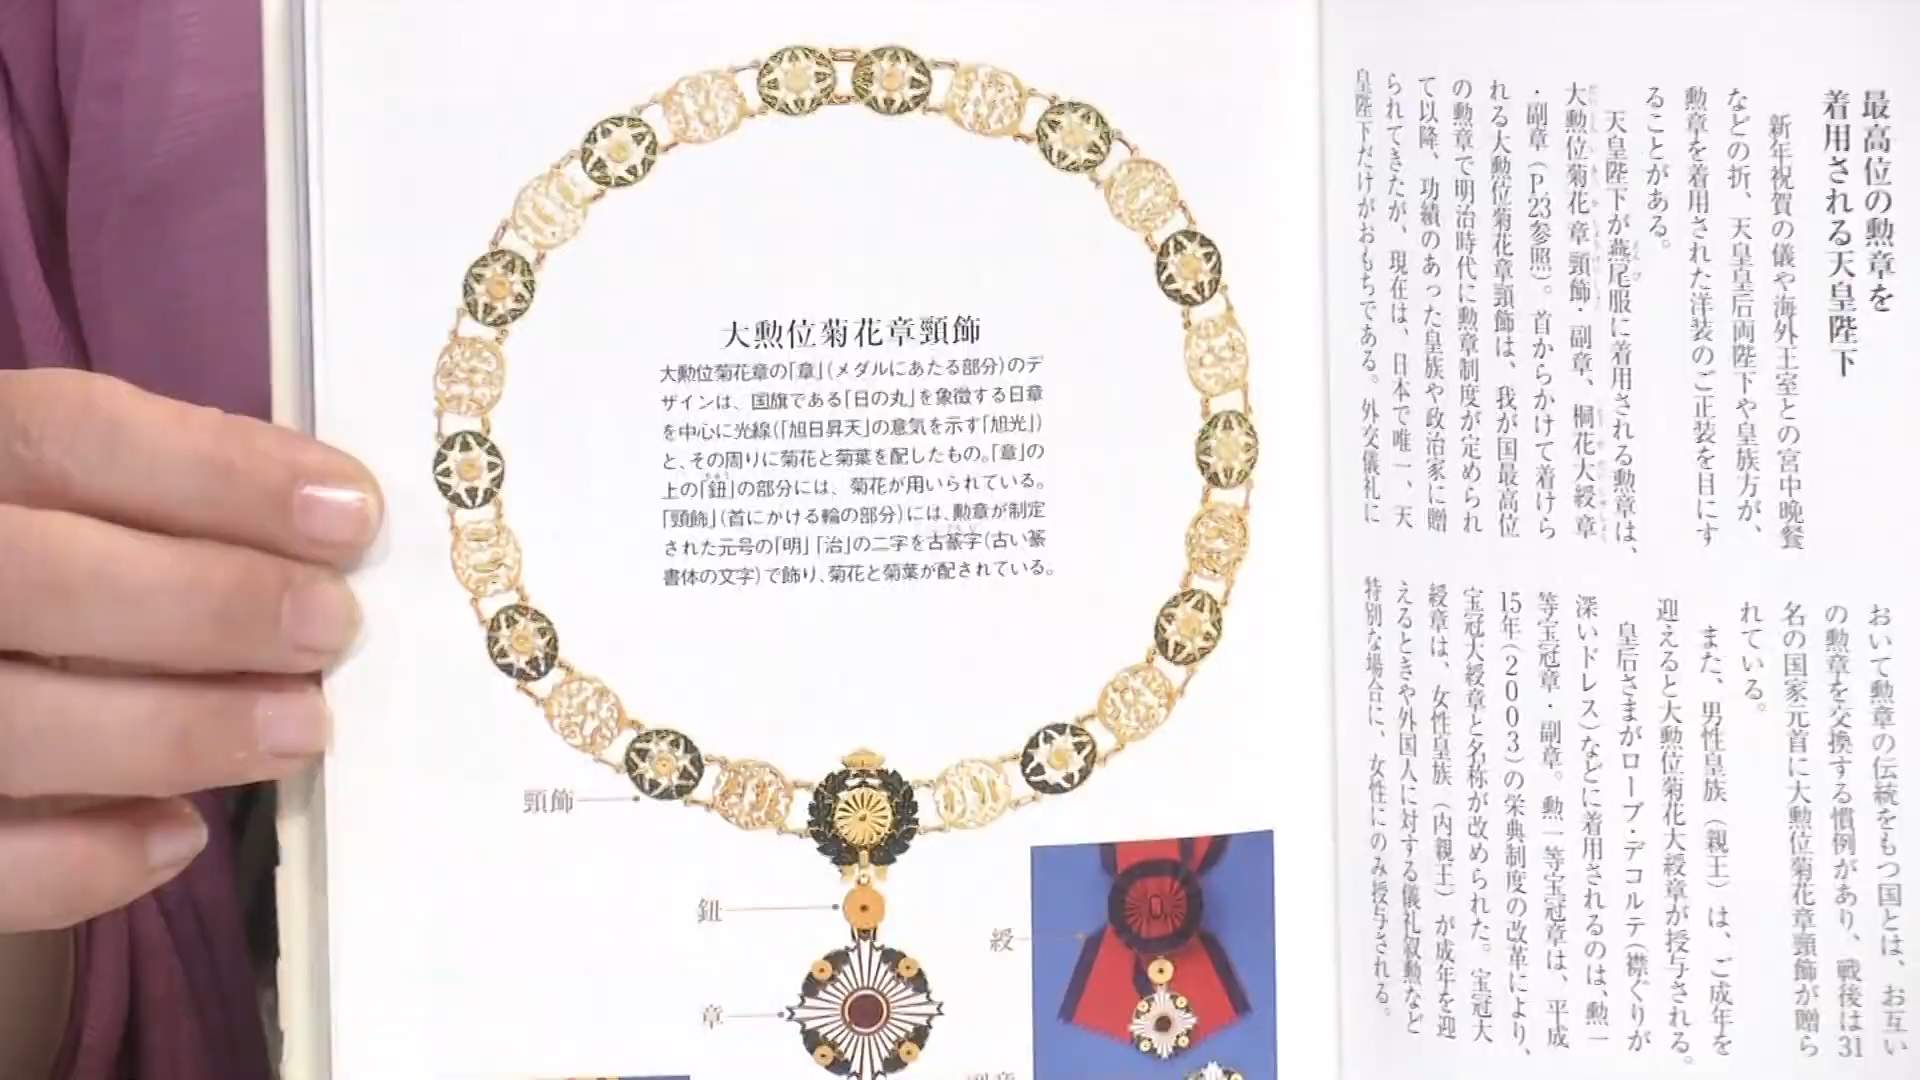 大勲位菊花章頸飾
大勲位菊花章の「章」(メダルにあたる部分)のデ
ザインは、国旗である「日の丸」を象徴する日章
を中心に光線(「旭日昇天」の意気を示す「旭光」)
と、その周りに菊花と菊葉を配したもの。「章」の
上の「鈕」の部分には、菊花が用いられている。
「頸飾」(首にかける輪の部分)には、勲章が制定
された元号の「明」「治」の二字を古篆字(古い篆
書体の文字)で飾り、菊花と菊葉が配されている。
頸飾
鈕
章
綬
副章
最高位の勲章を
着用される天皇陛下
新年祝賀の儀や海外王室との宮中晩餐
などの折、天皇皇后両陛下や皇族方が、
勲章を着用された洋装のご正装を目にす
ることがある。
天皇陛下が燕尾服に着用される勲章は、
大勲位菊花章頸飾・副章、桐花大綬章
・副章(P.23参照)。首からかけて着けら
れる大勲位菊花章頸飾は、我が国最高位
の勲章で明治時代に勲章制度が定められ
て以降、功績のあった皇族や政治家に贈
られてきたが、現在は、日本で唯一、天
皇陛下だけがおもちである。外交儀礼に
おいて勲章の伝統をもつ国とは、お互い
の勲章を交換する慣例があり、戦後は31
名の国家元首に大勲位菊花章頸飾が贈ら
れている。
また、男性皇族(親王)は、ご成年を
迎えると大勲位菊花大綬章が授与される。
皇后さまがローブ・デコルテ(襟ぐりが
深いドレス)などに着用されるのは、勲一
等宝冠章・副章。勲一等宝冠章は、平成
15年(2003)の栄典制度の改革により、
宝冠大綬章と名称が改められた。宝冠大
綬章は、女性皇族(内親王)が成年を迎
えるときや外国人に対する儀礼叙勲など
特別な場合に、女性にのみ授与される。